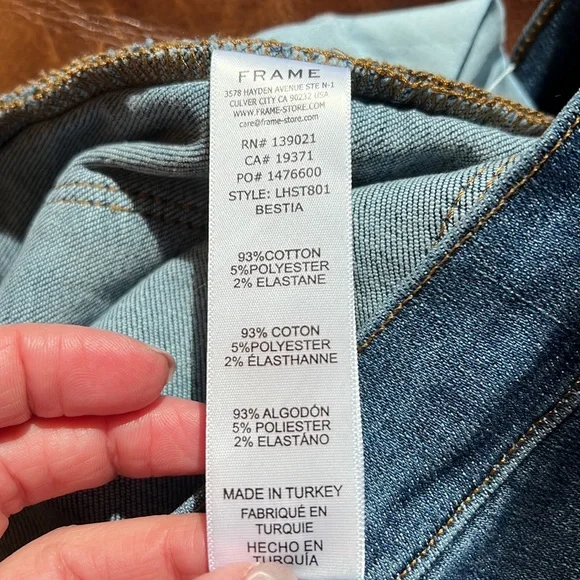 FRAME
3578 HAYDEN AVENUE STE N-1
CULVER CITY CA 90232 USA
WWW.FRAME-STORE.COM
care@frame-store.com
RN# 139021
CA# 19371
PO# 1476600
STYLE: LHST801
BESTIA
93%COTTON
5%POLYESTER
2% ELASTANE
93% COTON
5%POLYESTER
2% ÉLASTHANNE
93% ALGODÓN
5% POLIESTER
2% ELASTÁNO
MADE IN TURKEY
FABRIQUÉ EN
TURQUIE
HECHO EN
TURQUÍA